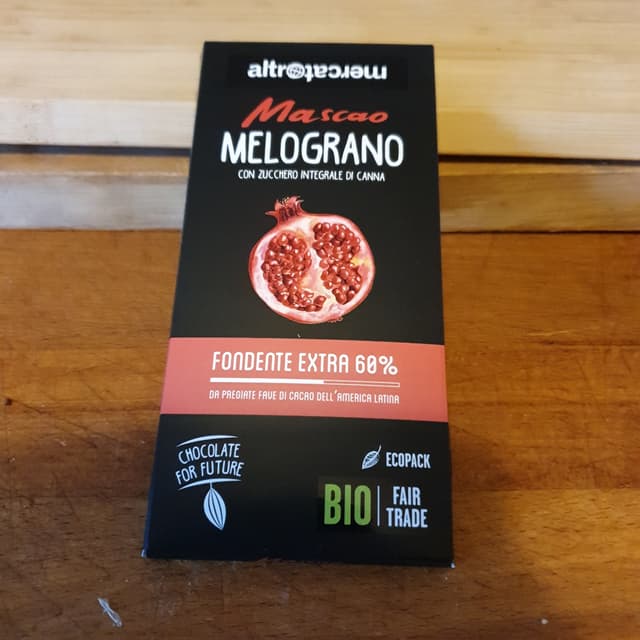 altromercato
Mascao
MELOGRANO
CON ZUCCHERO INTEGRALE DI CANNA
FONDENTE EXTRA 60%
DA PREGIATE FAVE DI CACAO DELL'AMERICA LATINA
CHOCOLATE
FOR FUTURE
ECOPACK
BIO
FAIR
TRADE